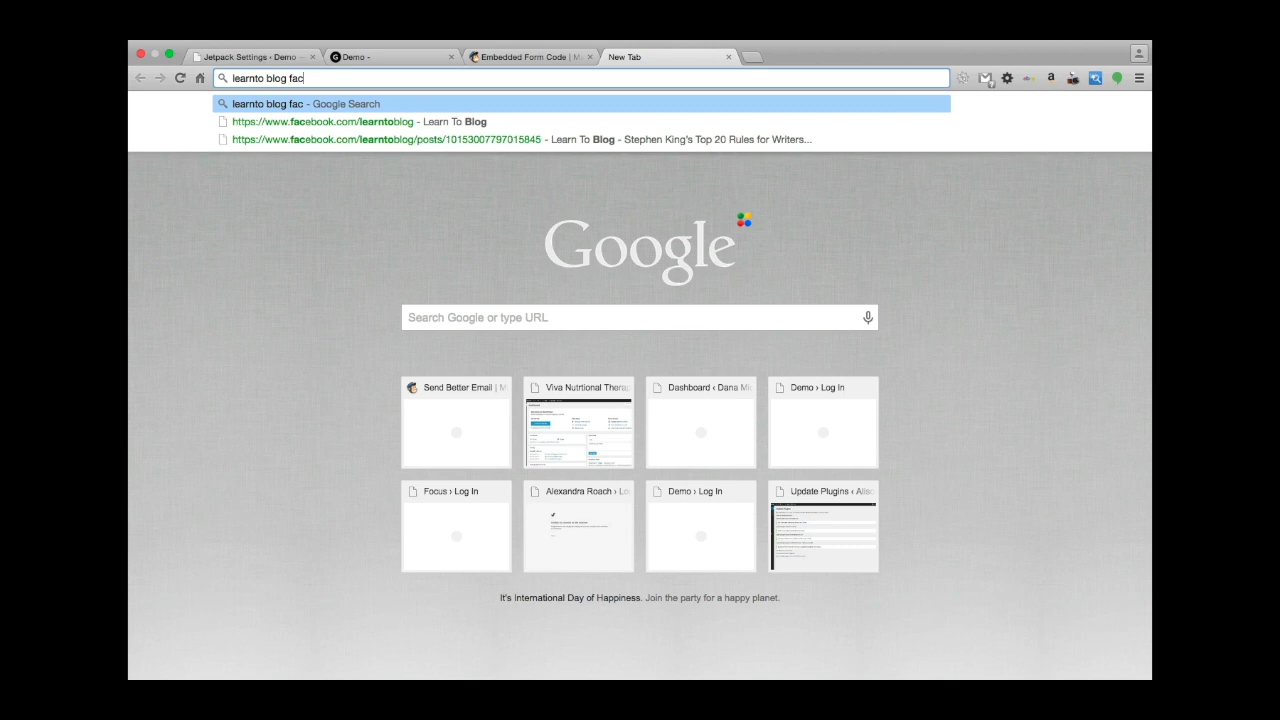 Jetpack Settings ‹ Demo
Demo -
Embedded Form Code | M
New Tab
learnto blog fac
learnto blog fac - Google Search
https://www.facebook.com/learntoblog - Learn To Blog
https://www.facebook.com/learntoblog/posts/10153007797015845 - Learn To Blog - Stephen King's Top 20 Rules for Writers...
Google
Search Google or type URL
Send Better Email | M
Viva Nutrtional Thera
Dashboard ‹ Dana Mi
Demo › Log In
Focus › Log In
Alexandra Roach › Lo
Demo › Log In
Update Plugins ‹ Aliso
It's International Day of Happiness. Join the party for a happy planet.